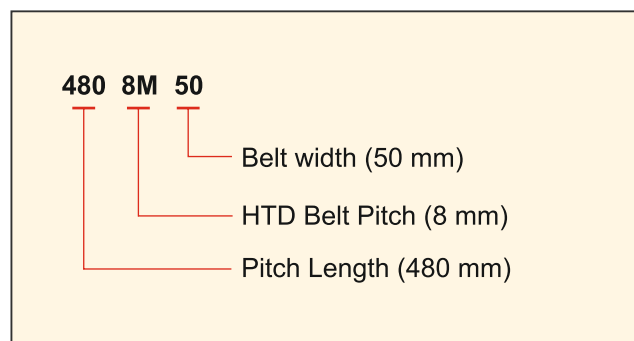 480 8M 50
Belt width (50 mm)
HTD Belt Pitch (8 mm)
Pitch Length (480 mm)